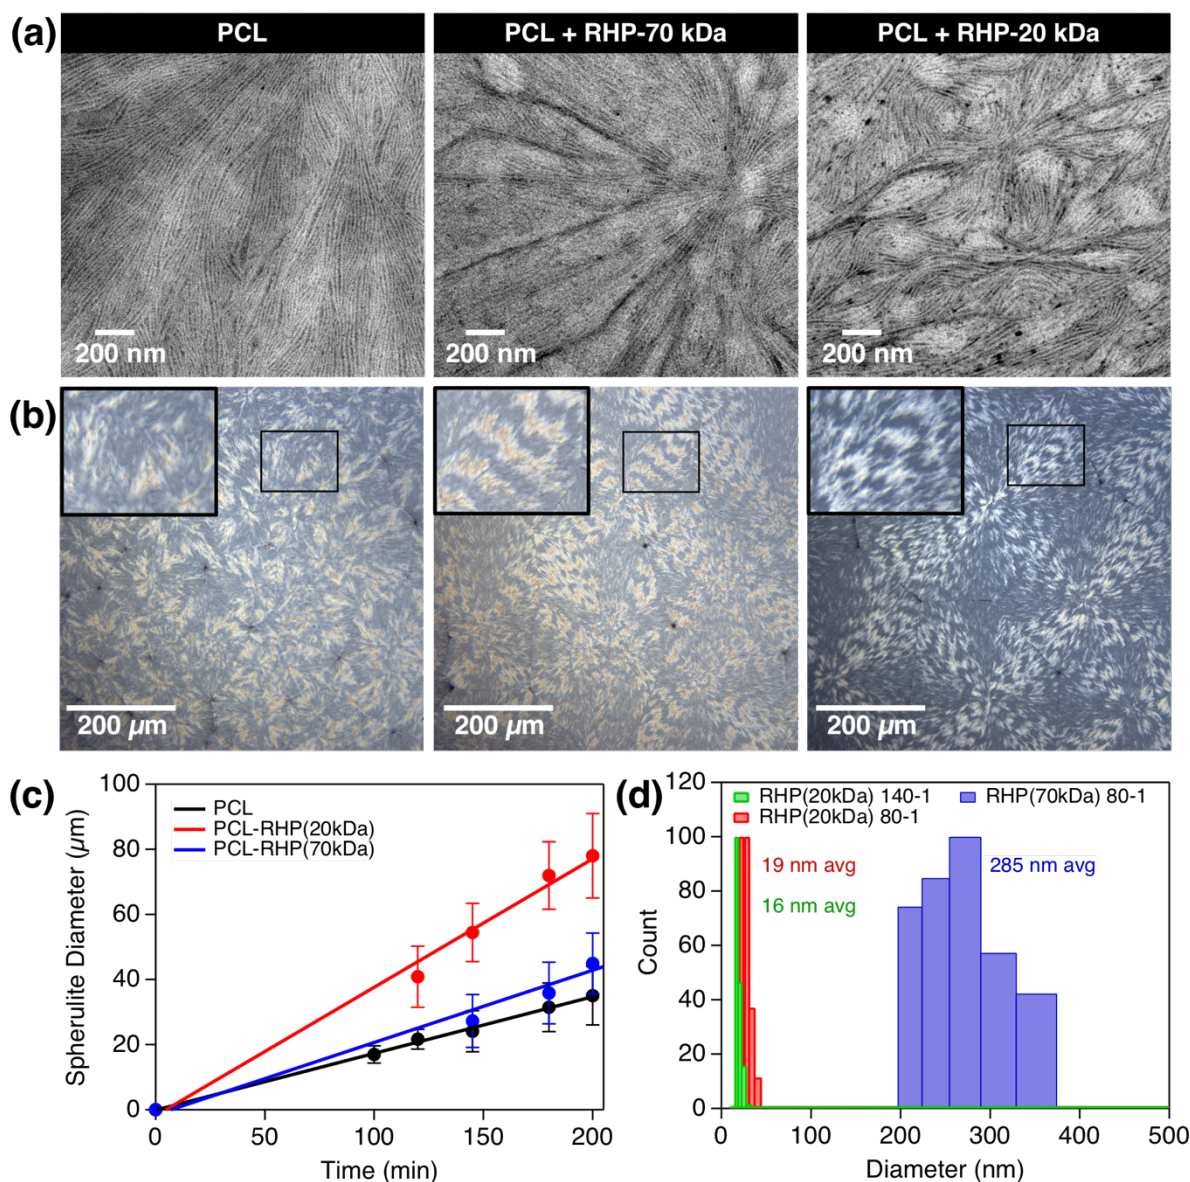 (a)
PCL
PCL + RHP-70 kDa
PCL + RHP-20 kDa
200 nm
200 nm
200 nm
(b)
200 µm
200 µm
200 µm
(c)
100
80
60
40
20
0
Spherulite Diameter (µm)
PCL
PCL-RHP(20kDa)
PCL-RHP(70kDa)
0
50
100
150
200
Time (min)
(d)
120
100
80
60
40
20
0
Count
RHP(20kDa) 140-1
RHP(20kDa) 80-1
RHP(70kDa) 80-1
19 nm avg
16 nm avg
285 nm avg
0
100
200
300
400
500
Diameter (nm)